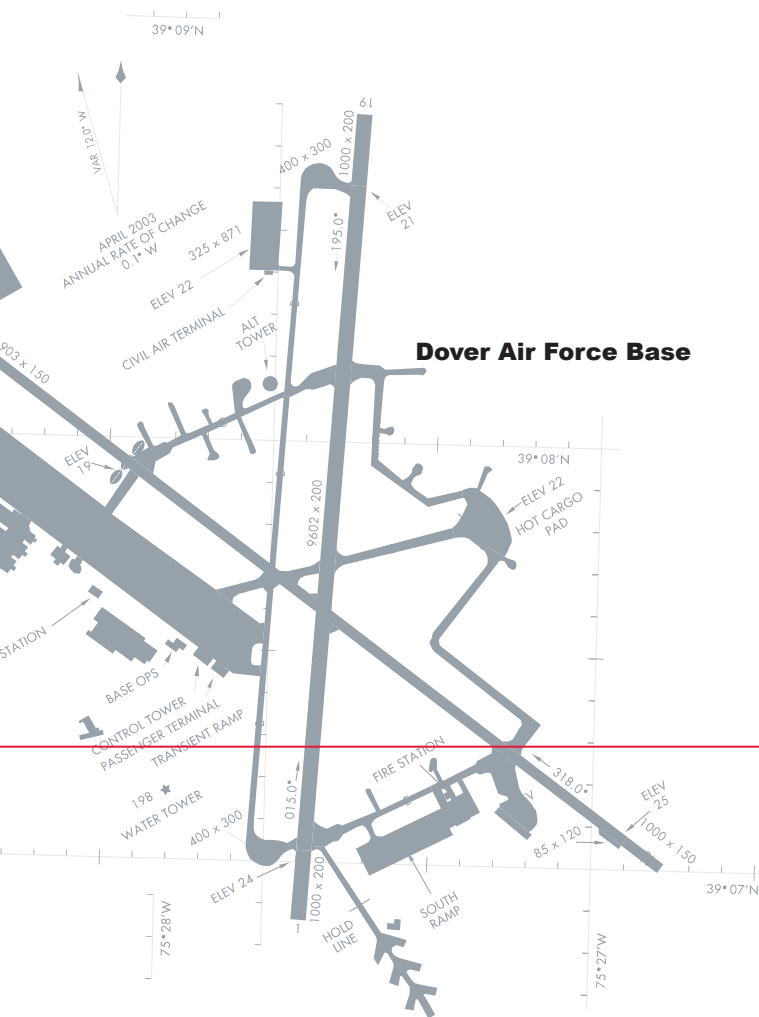 39°09'N
VAR 12.0° W
APRIL 2003
ANNUAL RATE OF CHANGE
0.1° W
400 x 300
1000 x 200
19
ELEV
21
195.0°
325 x 871
ELEV 22
CIVIL AIR TERMINAL
ALT
TOWER
Dover Air Force Base
903 x 150
ELEV
19
39°08'N
ELEV 22
HOT CARGO
PAD
9602 x 200
STATION
BASE OPS
CONTROL TOWER
PASSENGER TERMINAL
TRANSIENT RAMP
FIRE STATION
318.0°
015.0°
198
WATER TOWER
400 x 300
ELEV
25
1000 x 150
85 x 120
ELEV 24
1000 x 200
1
HOLD
LINE
SOUTH
RAMP
39°07'N
75°28'W
75°27'W